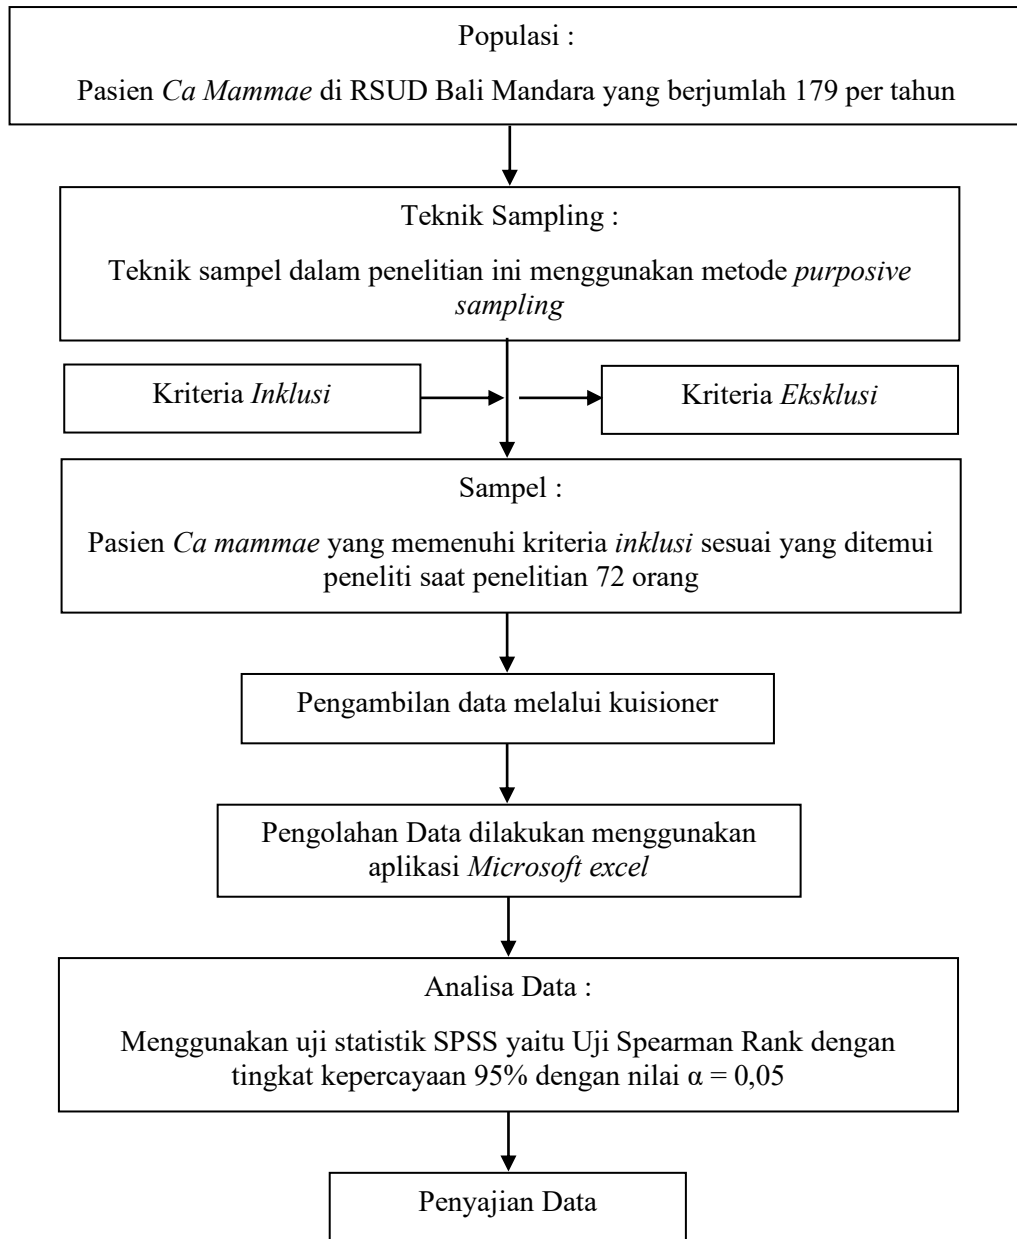 Populasi :
Pasien Ca Mammae di RSUD Bali Mandara yang berjumlah 179 per tahun
Teknik Sampling :
Teknik sampel dalam penelitian ini menggunakan metode purposive
sampling
Kriteria Inklusi
Kriteria Eksklusi
Sampel :
Pasien Ca mammae yang memenuhi kriteria inklusi sesuai yang ditemui
peneliti saat penelitian 72 orang
Pengambilan data melalui kuisioner
Pengolahan Data dilakukan menggunakan
aplikasi Microsoft excel
Analisa Data :
Menggunakan uji statistik SPSS yaitu Uji Spearman Rank dengan
tingkat kepercayaan 95% dengan nilai α = 0,05
Penyajian Data